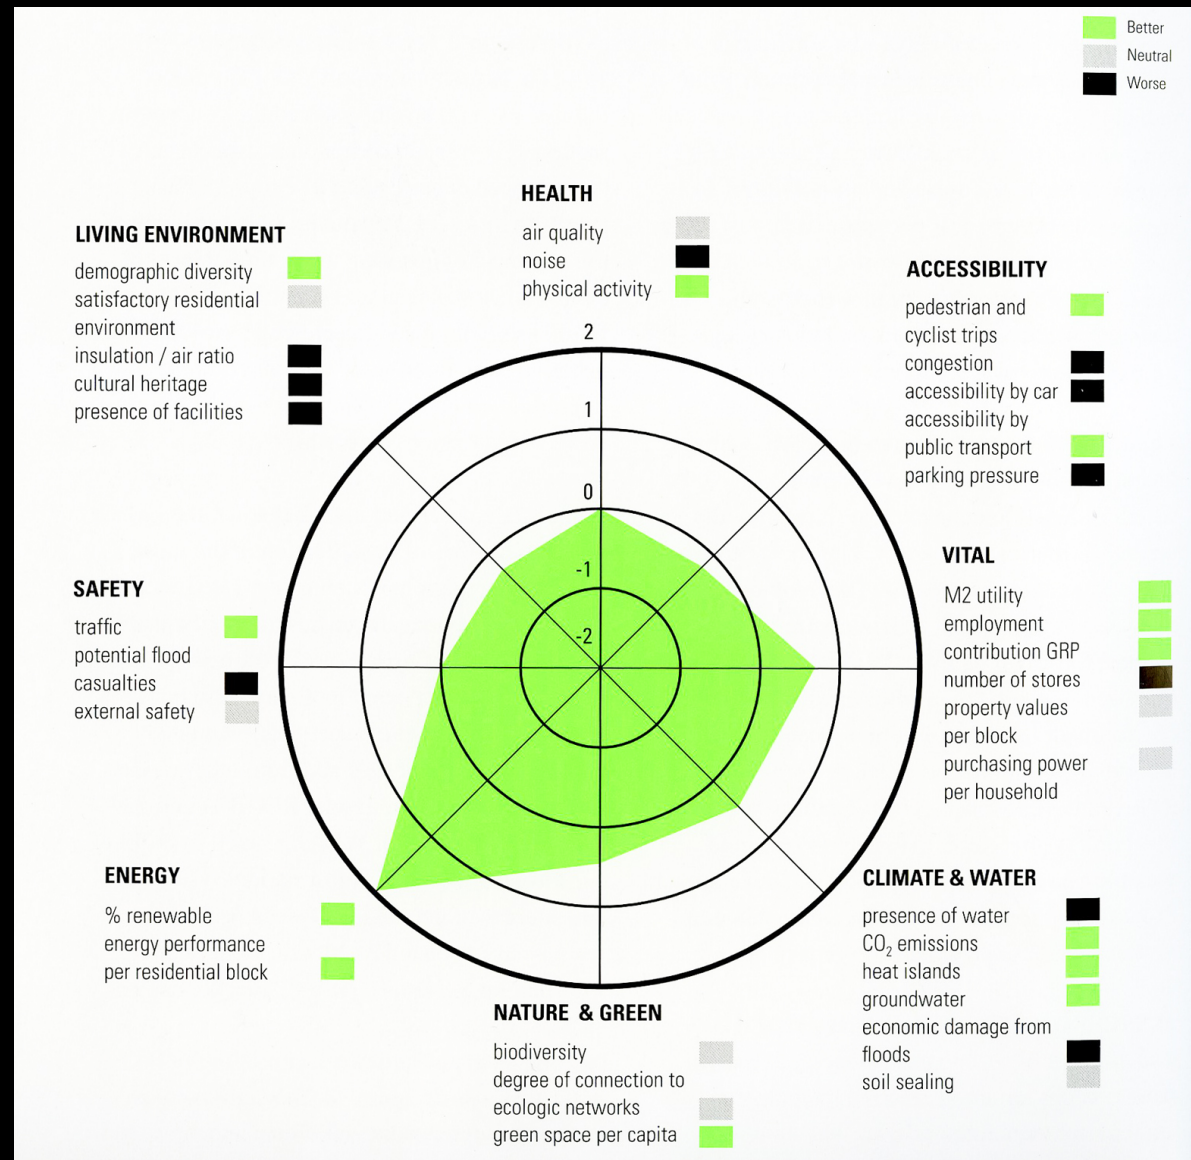 Better
Neutral
Worse
HEALTH
air quality
noise
physical activity
LIVING ENVIRONMENT
demographic diversity
satisfactory residential
environment
insulation / air ratio
cultural heritage
presence of facilities
ACCESSIBILITY
pedestrian and
cyclist trips
congestion
accessibility by car
accessibility by
public transport
parking pressure
2
1
0
-1
-2
VITAL
M2 utility
employment
contribution GRP
number of stores
property values
per block
purchasing power
per household
SAFETY
traffic
potential flood
casualties
external safety
ENERGY
% renewable
energy performance
per residential block
CLIMATE & WATER
presence of water
CO₂ emissions
heat islands
groundwater
economic damage from
floods
soil sealing
NATURE & GREEN
biodiversity
degree of connection to
ecologic networks
green space per capita